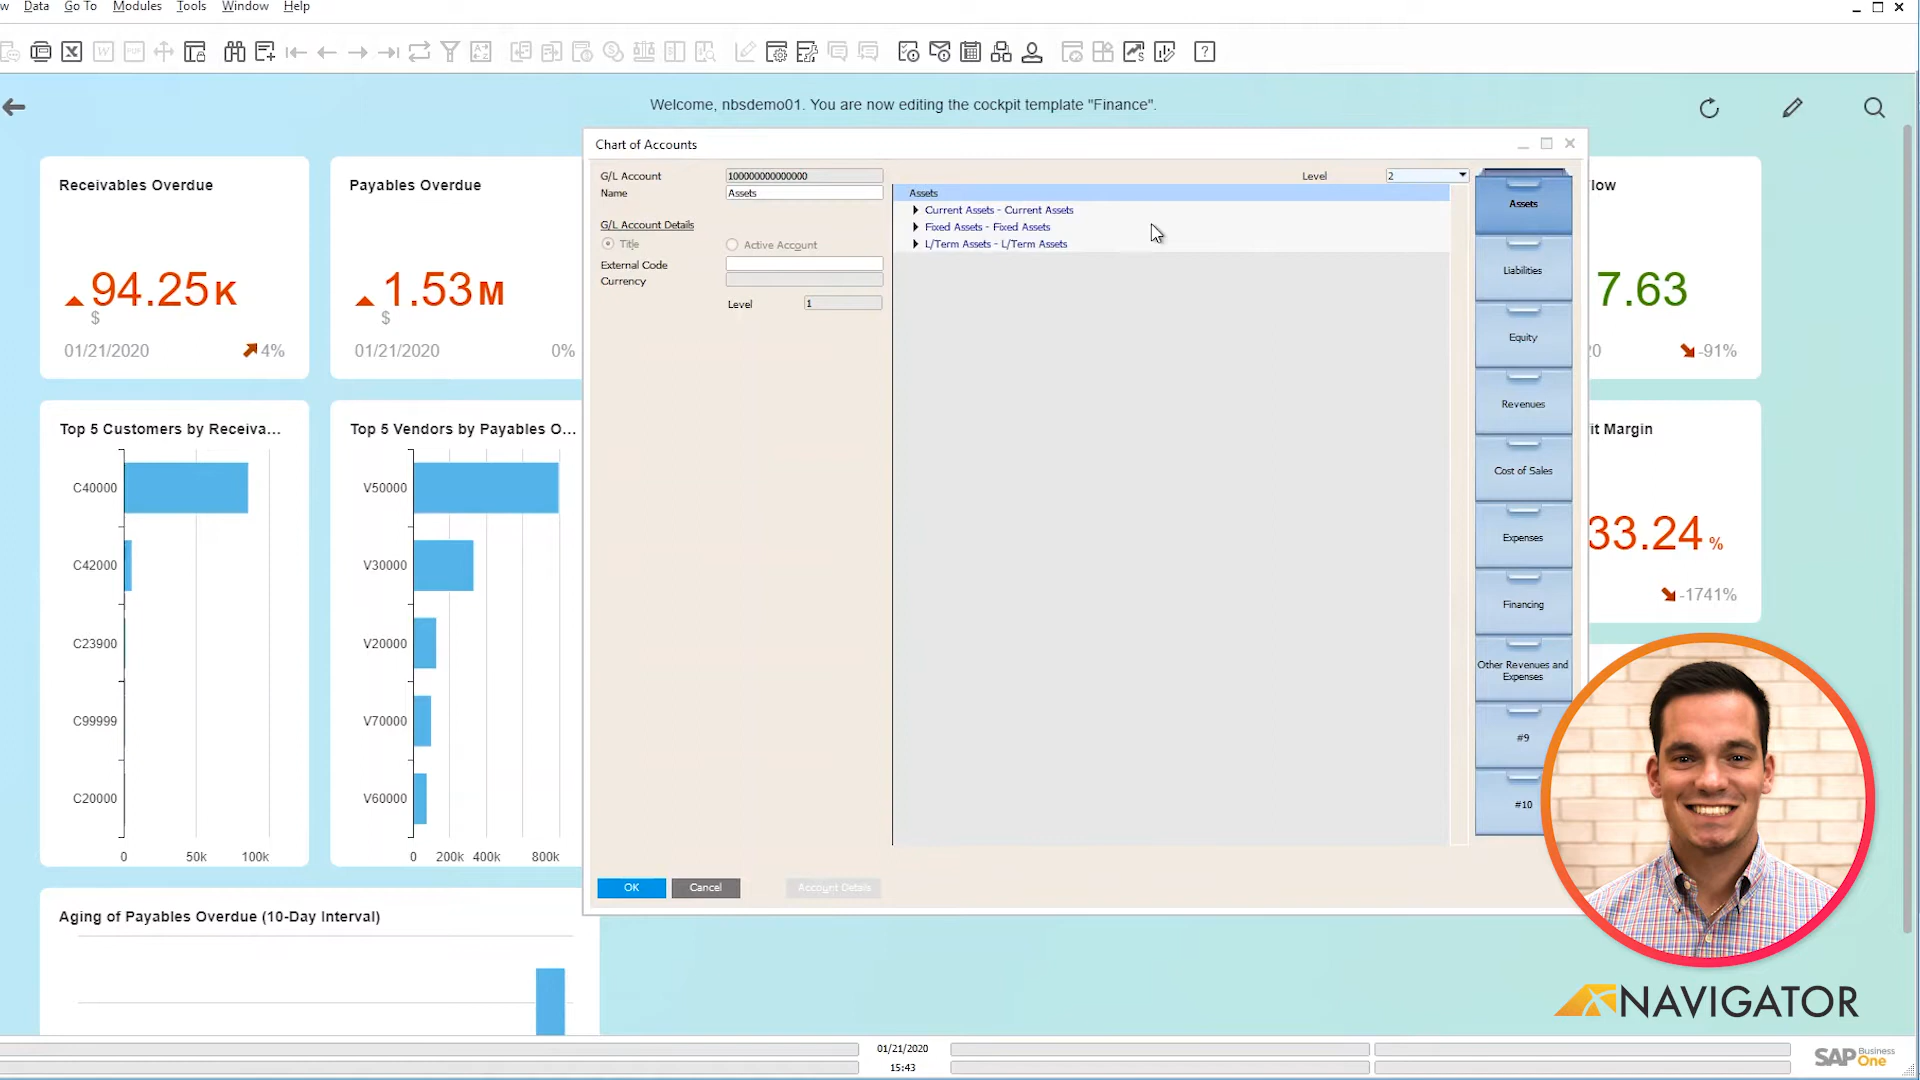 w Data Go To Modules Tools Window Help
Welcome, nbsdemo01. You are now editing the cockpit template "Finance".
Receivables Overdue
94.25K
$
01/21/2020 4%
Payables Overdue
1.53M
$
01/21/2020 0%
low
7.63
20 -91%
Top 5 Customers by Receiva...
C40000
C42000
C23900
C99999
C20000
0 50k 100k
Top 5 Vendors by Payables O...
V50000
V30000
V20000
V70000
V60000
0 200k 400k 800k
it Margin
33.24 %
-1741%
Aging of Payables Overdue (10-Day Interval)
Chart of Accounts
G/L Account 100000000000000
Name Assets
G/L Account Details
Title Active Account
External Code
Currency
Level 1
Level 2
Assets
Current Assets - Current Assets
Fixed Assets - Fixed Assets
L/Term Assets - L/Term Assets
Assets
Liabilities
Equity
Revenues
Cost of Sales
Expenses
Financing
Other Revenues and
Expenses
#9
#10
OK Cancel Account Details
NAVIGATOR
01/21/2020
15:43
SAP Business
One